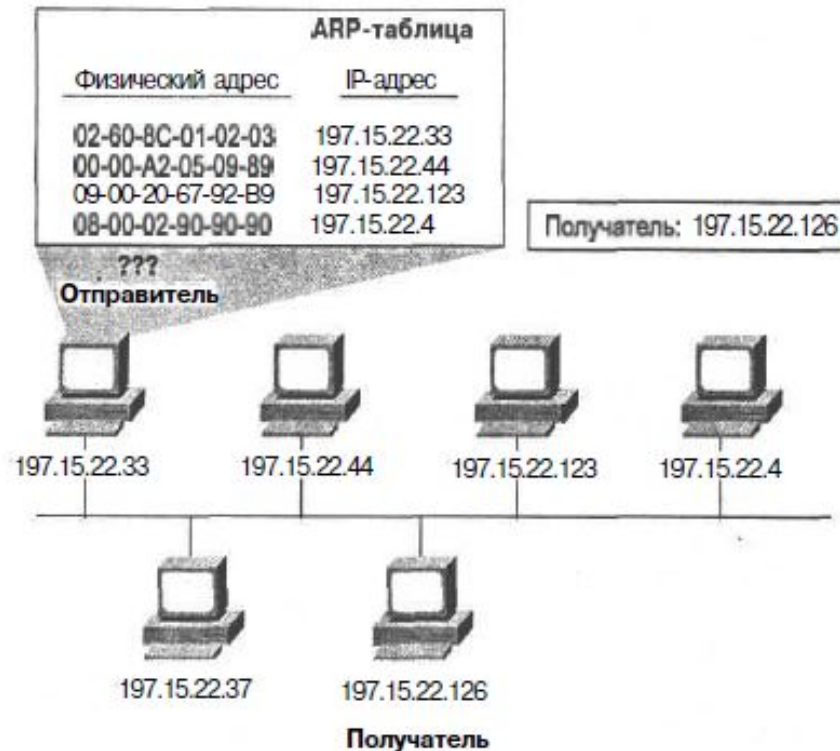 ARP-таблица
Физический адрес IP-адрес
02-60-8C-01-02-03 197.15.22.33
00-00-A2-05-09-89 197.15.22.44
09-00-20-67-92-B9 197.15.22.123
08-00-02-90-90-90 197.15.22.4
Получатель: 197.15.22.126
???
Отправитель
197.15.22.33 197.15.22.44 197.15.22.123 197.15.22.4
197.15.22.37 197.15.22.126
Получатель